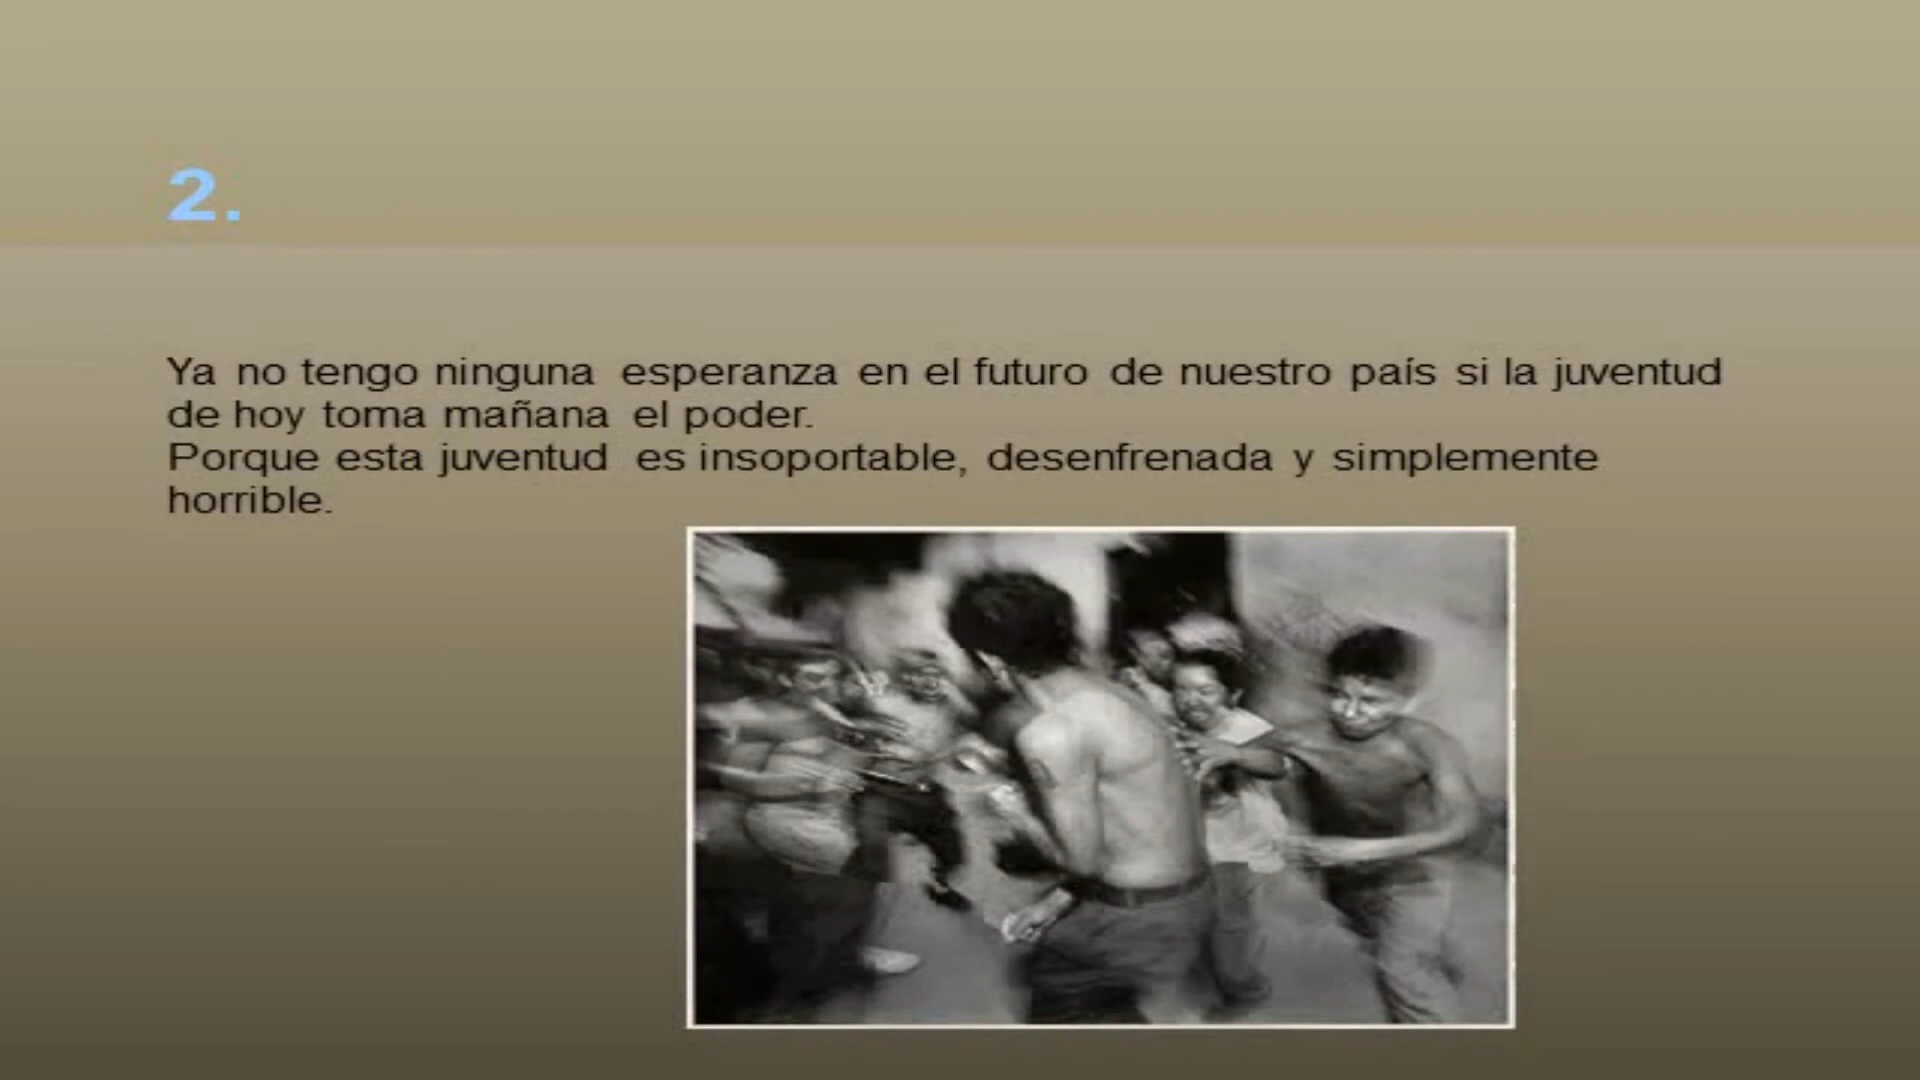 2.
Ya no tengo ninguna esperanza en el futuro de nuestro país si la juventud
de hoy toma mañana el poder.
Porque esta juventud es insoportable, desenfrenada y simplemente
horrible.